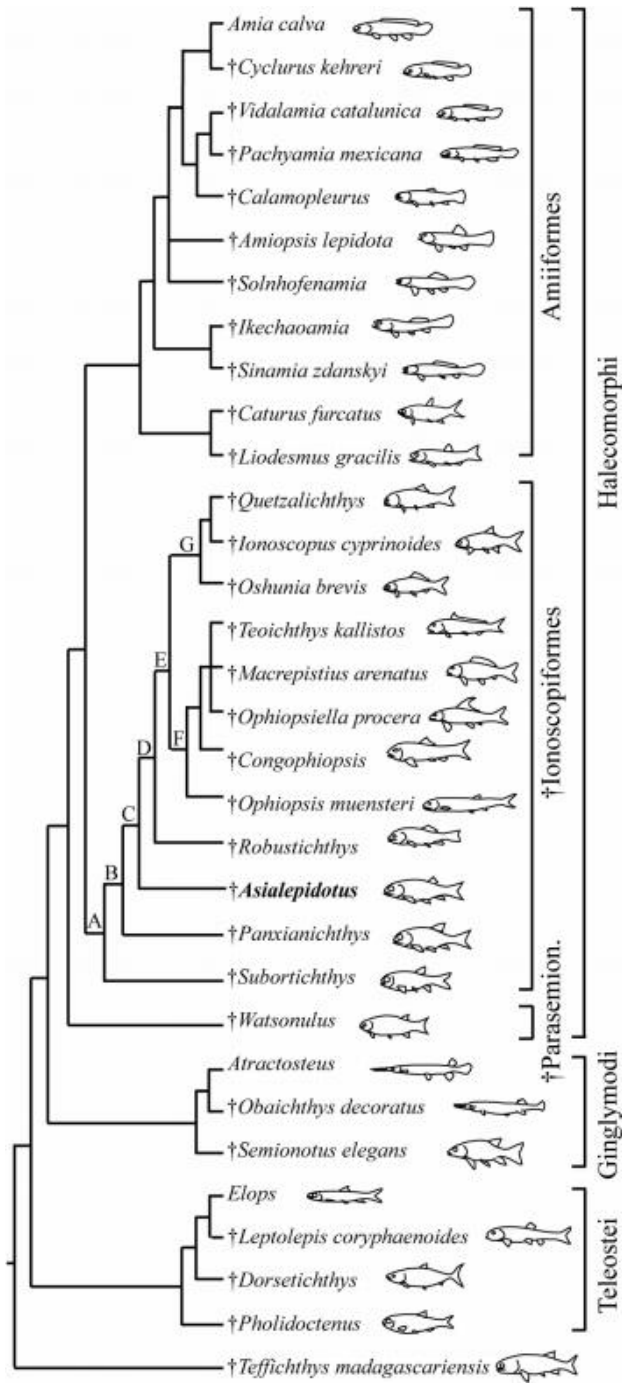 Amia calva
†Cyclurus kehreri
†Vidalamia catalunica
†Pachyamia mexicana
†Calamopleurus
†Amiopsis lepidota
†Solnhofenamia
†Ikechaoamia
†Sinamia zdanskyi
†Caturus furcatus
†Liodesmus gracilis
Amiiformes
Halecomorphi
†Quetzalichthys
G
†Ionoscopus cyprinoides
†Oshunia brevis
†Teoichthys kallistos
E
†Macrepistius arenatus
†Ophiopsiella procera
F
D
†Congophiopsis
†Ophiopsis muensteri
C
†Robustichthys
B
†Asialepidotus
A
†Panxianichthys
†Subortichthys
†Ionoscopiformes
†Watsonulus
†Parasemion.
Atractosteus
†Obaichthys decoratus
†Semionotus elegans
Ginglymodi
Elops
†Leptolepis coryphaenoides
†Dorsetichthys
†Pholidoctenus
Teleostei
†Teffichthys madagascariensis